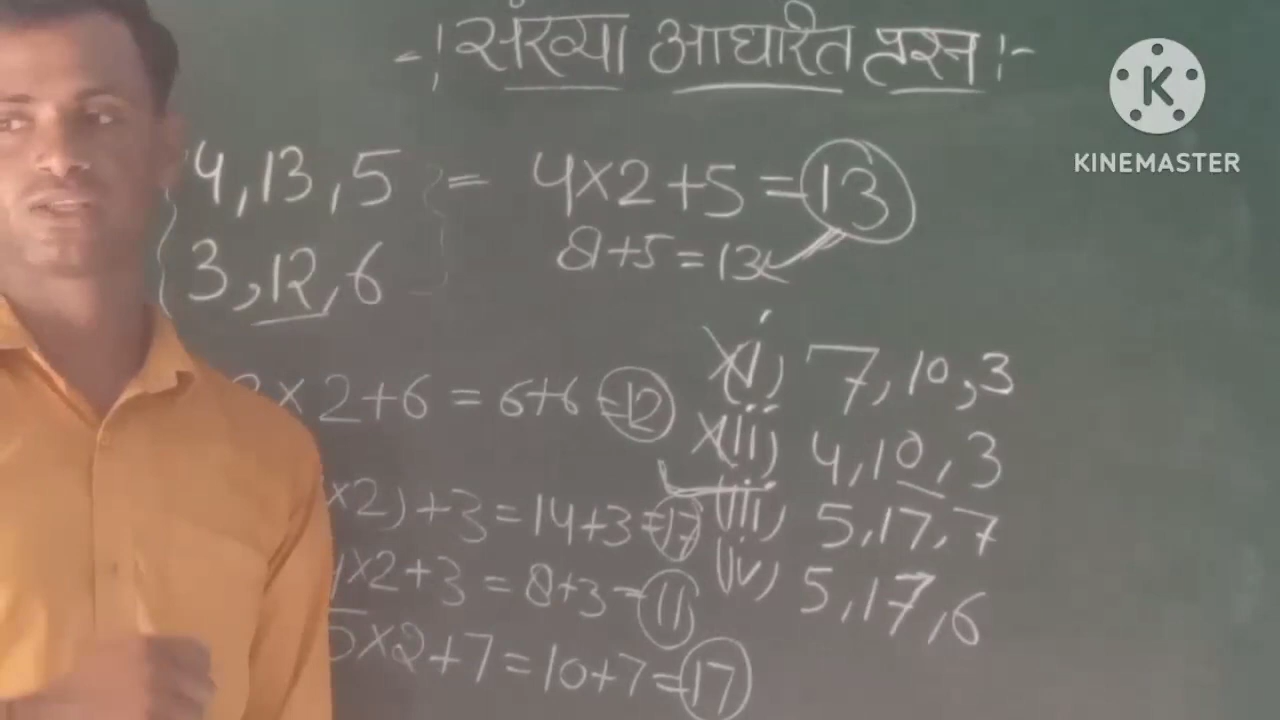 -! संख्या आधारित प्रश्न !-
4, 13, 5 = 4×2+5 = 13
8+5=13
3, 12, 6
×2+6 = 6+6=12
(i) 7, 10, 3
(ii) 4, 10, 3
×2)+3=14+3=17
(iii) 5, 17, 7
×2+3=8+3=11
(iv) 5, 17, 6
5×2+7=10+7=17
K
KINEMASTER